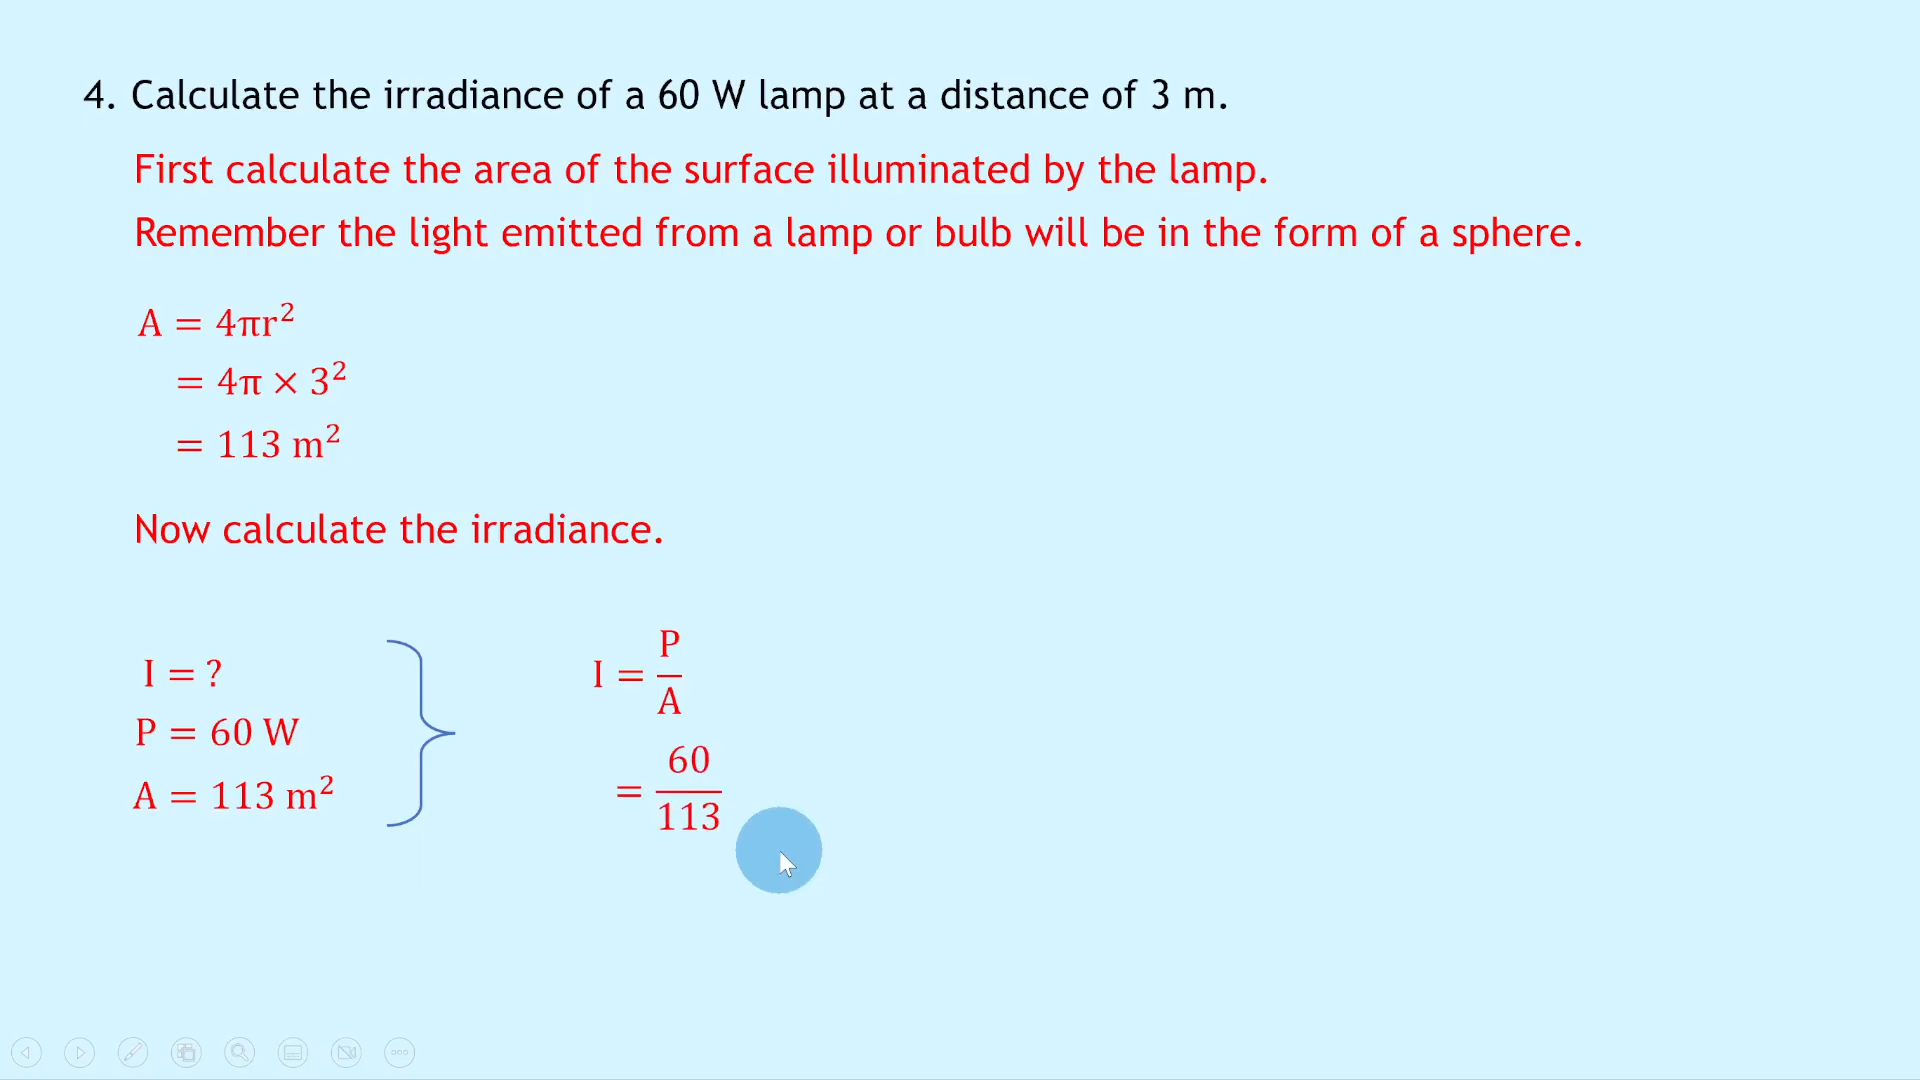 4. Calculate the irradiance of a 60 W lamp at a distance of 3 m.
First calculate the area of the surface illuminated by the lamp.
Remember the light emitted from a lamp or bulb will be in the form of a sphere.
A = 4πr²
= 4π × 3²
= 113 m²
Now calculate the irradiance.
I = ?
P = 60 W
A = 113 m²
I = P/A
= 60/113